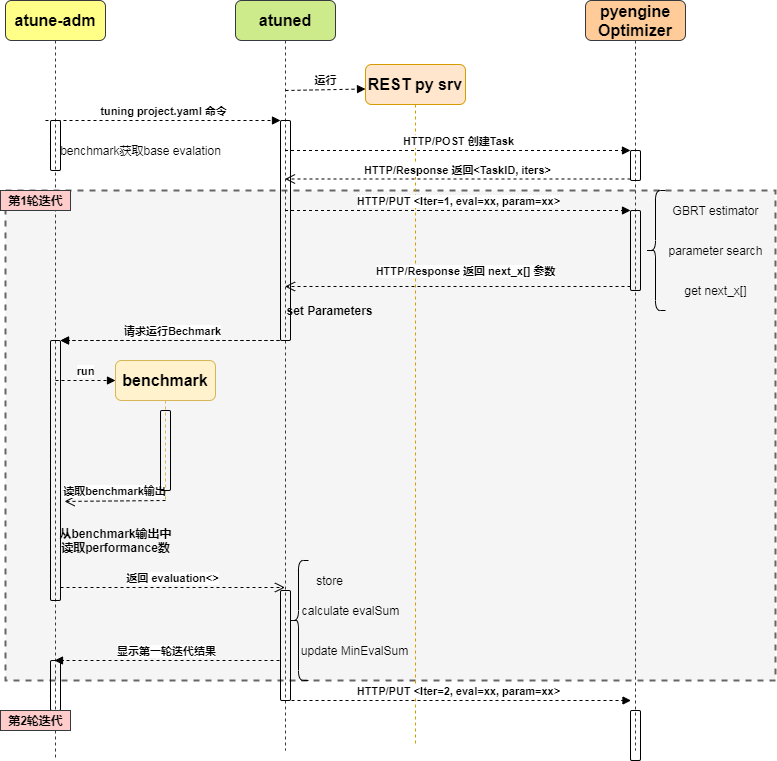 atune-adm
atuned
pyengine
Optimizer
运行
REST py srv
tuning project.yaml 命令
HTTP/POST 创建Task
benchmark获取base evalation
HTTP/Response 返回<TaskID, iters>
第1轮迭代
HTTP/PUT <Iter=1, eval=xx, param=xx>
GBRT estimator
parameter search
HTTP/Response 返回 next_x[] 参数
get next_x[]
set Parameters
请求运行Bechmark
run
benchmark
读取benchmark输出
从benchmark输出中
读取performance数
返回 evaluation<>
store
calculate evalSum
显示第一轮迭代结果
update MinEvalSum
HTTP/PUT <Iter=2, eval=xx, param=xx>
第2轮迭代